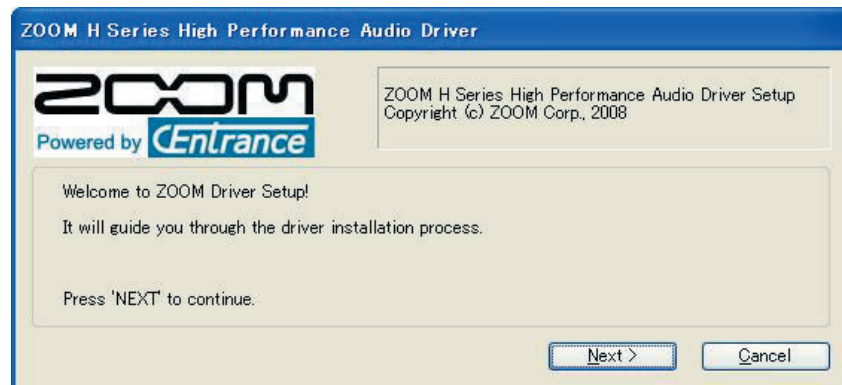 ZOOM H Series High Performance Audio Driver
ZOOM
Powered by CEntrance
ZOOM H Series High Performance Audio Driver Setup
Copyright (c) ZOOM Corp., 2008
Welcome to ZOOM Driver Setup!
It will guide you through the driver installation process.
Press 'NEXT' to continue.
Next >
Cancel